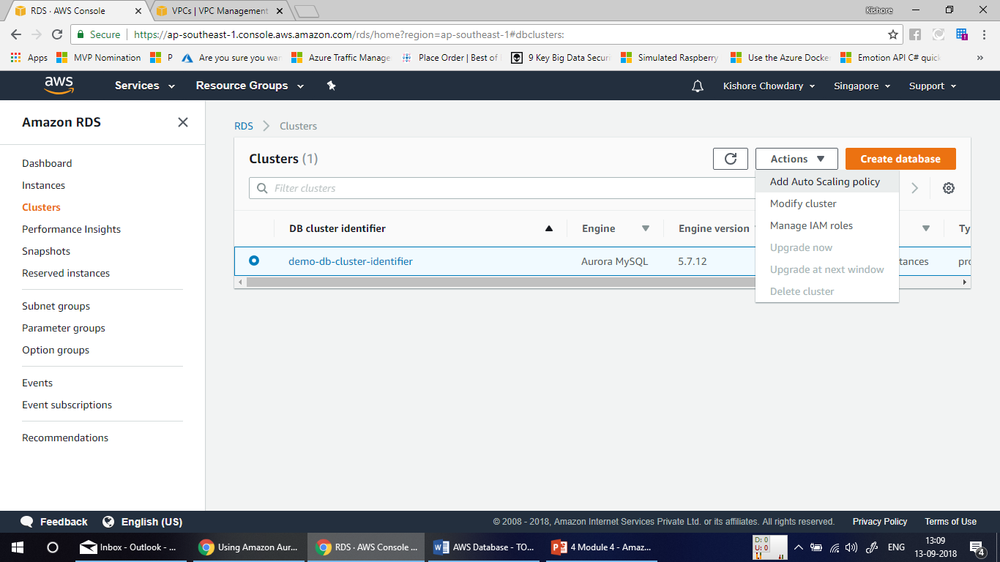 RDS · AWS Console
VPCs | VPC Management
Kishore
Secure
https://ap-southeast-1.console.aws.amazon.com/rds/home?region=ap-southeast-1#dbclusters:
Apps
MVP Nomination
P
Are you sure you wan
Azure Traffic Manage
Place Order | Best of
9 Key Big Data Securi
Simulated Raspberry
Use the Azure Docke
Emotion API C# quick
»
aws
Services
Resource Groups
Kishore Chowdary
Singapore
Support
Amazon RDS
Dashboard
Instances
Clusters
Performance Insights
Snapshots
Reserved instances
Subnet groups
Parameter groups
Option groups
Events
Event subscriptions
Recommendations
RDS
Clusters
Clusters (1)
Actions
Create database
Filter clusters
Add Auto Scaling policy
Modify cluster
Manage IAM roles
Upgrade now
Upgrade at next window
Delete cluster
DB cluster identifier
Engine
Engine version
Ty
demo-db-cluster-identifier
Aurora MySQL
5.7.12
tances
pro
Feedback
English (US)
© 2008 - 2018, Amazon Internet Services Private Ltd. or its affiliates. All rights reserved.
Privacy Policy
Terms of Use
Inbox - Outlook - ...
Using Amazon Aur...
RDS · AWS Console ...
AWS Database - TO...
4 Module 4 - Amaz...
D: 0
U: 0
ENG
13:09
13-09-2018
4